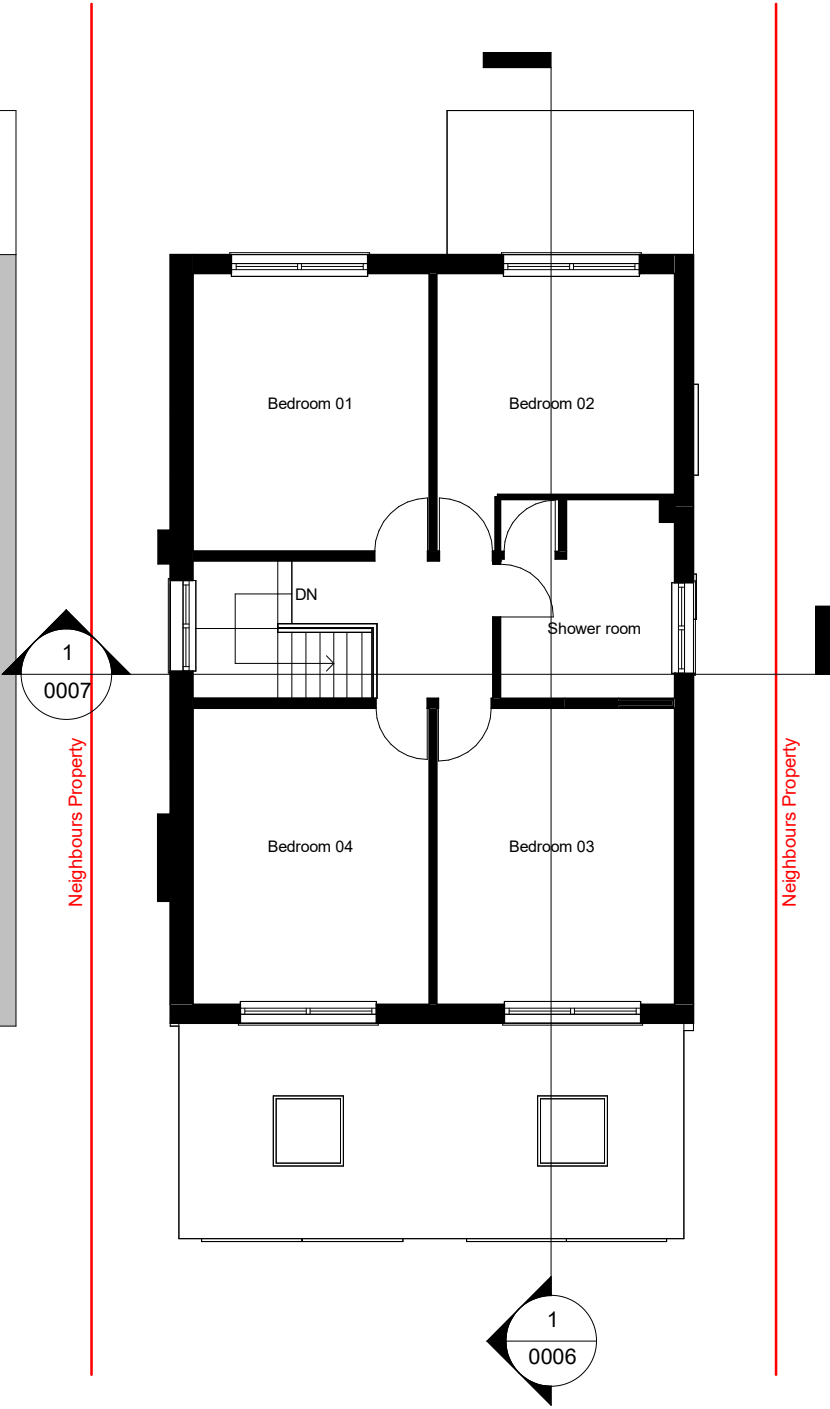 Bedroom 01
Bedroom 02
DN
Shower room
1
0007
Neighbours Property
Neighbours Property
Bedroom 04
Bedroom 03
1
0006